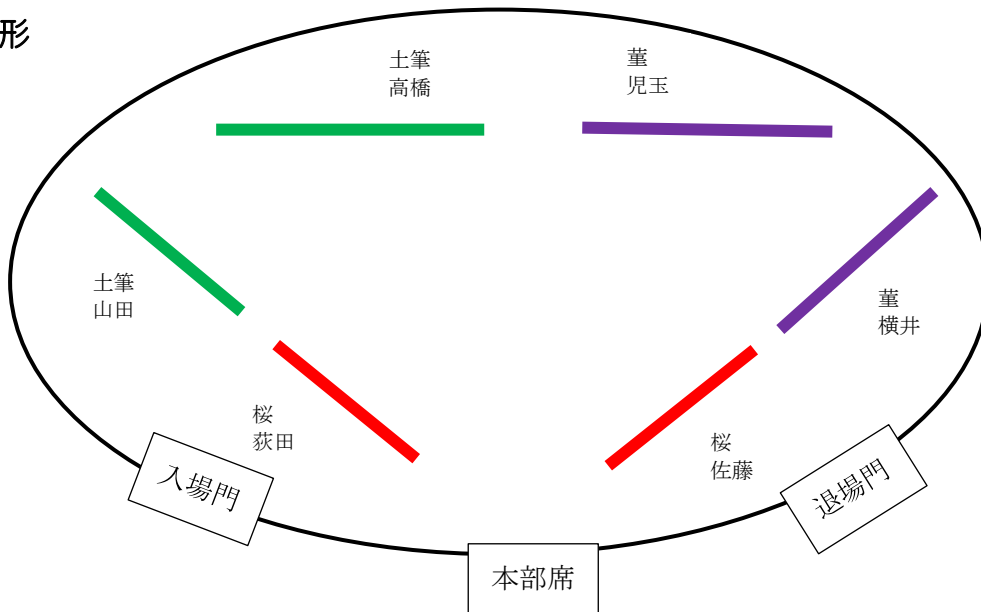 形
土筆
高橋
菫
児玉
土筆
山田
菫
横井
桜
荻田
桜
佐藤
入場門
退場門
本部席